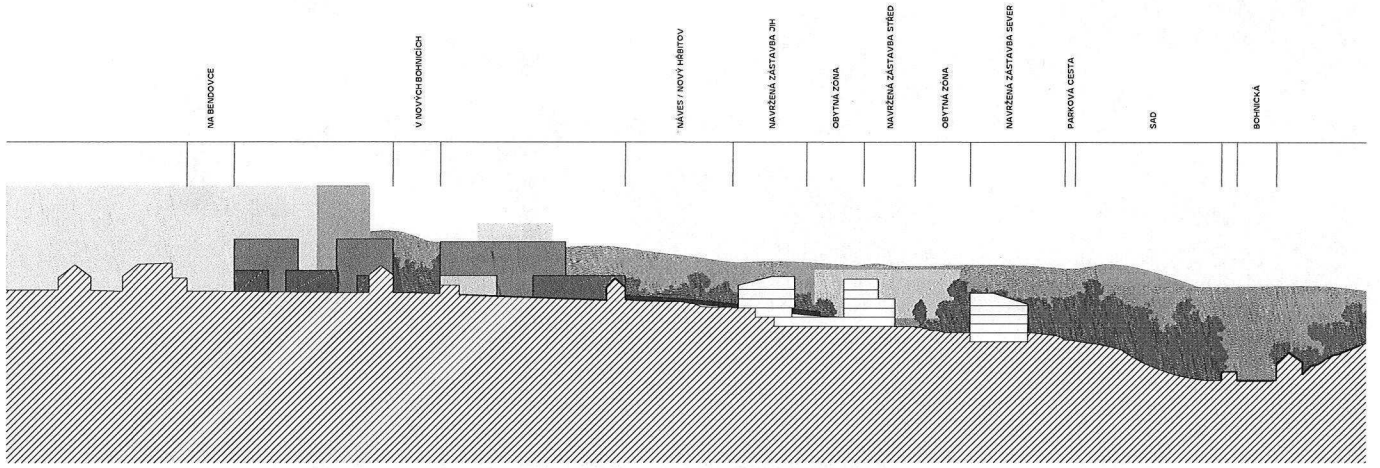 NA BENDOVCE
V NOVÝCH BOHNICÍCH
NÁVES / NOVÝ HŘBITOV
NAVRŽENÁ ZÁSTAVBA JIH
OBYTNÁ ZÓNA
NAVRŽENÁ ZÁSTAVBA STŘED
OBYTNÁ ZÓNA
NAVRŽENÁ ZÁSTAVBA SEVER
PARKOVÁ CESTA
SAD
BOHNICKÁ